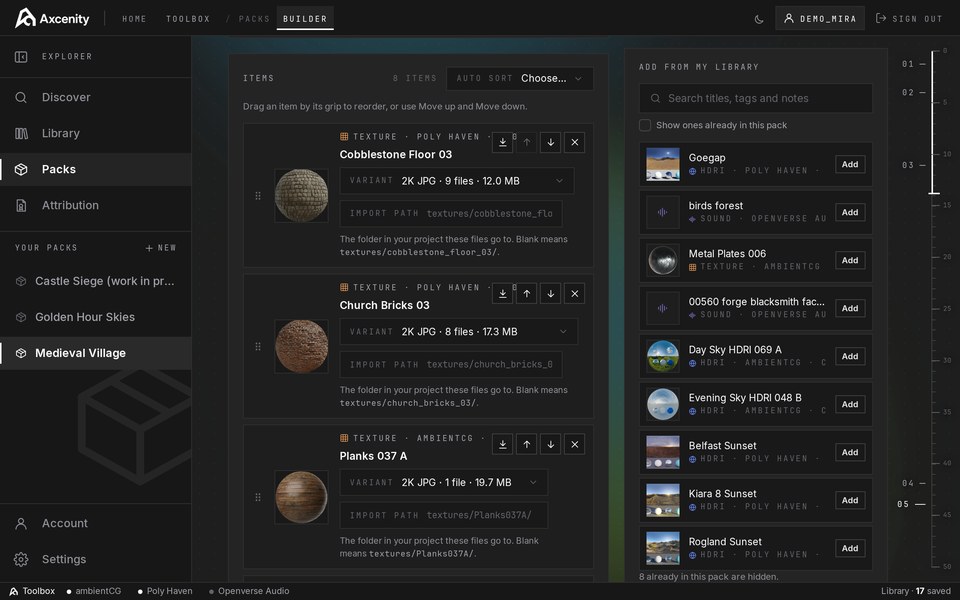 Axcenity
HOME
TOOLBOX
/ PACKS
BUILDER
DEMO_MIRA
SIGN OUT
EXPLORER
Discover
Library
Packs
Attribution
YOUR PACKS
+ NEW
Castle Siege (work in pr...
Golden Hour Skies
Medieval Village
Account
Settings
ITEMS
8 ITEMS
AUTO SORT Choose...
Drag an item by its grip to reorder, or use Move up and Move down.
TEXTURE · POLY HAVEN ·
Cobblestone Floor 03
VARIANT 2K JPG · 9 files · 12.0 MB
IMPORT PATH textures/cobblestone_flo
The folder in your project these files go to. Blank means
textures/cobblestone_floor_03/.
TEXTURE · POLY HAVEN ·
Church Bricks 03
VARIANT 2K JPG · 8 files · 17.3 MB
IMPORT PATH textures/church_bricks_0
The folder in your project these files go to. Blank means
textures/church_bricks_03/.
TEXTURE · AMBIENTCG ·
Planks 037 A
VARIANT 2K JPG · 1 file · 19.7 MB
IMPORT PATH textures/Planks037A/
The folder in your project these files go to. Blank
means textures/Planks037A/.
ADD FROM MY LIBRARY
Search titles, tags and notes
Show ones already in this pack
Goegap
HDRI · POLY HAVEN ·
Add
birds forest
SOUND · OPENVERSE AU
Add
Metal Plates 006
TEXTURE · AMBIENTCG
Add
00560 forge blacksmith fac...
SOUND · OPENVERSE AU
Add
Day Sky HDRI 069 A
HDRI · AMBIENTCG · C
Add
Evening Sky HDRI 048 B
HDRI · AMBIENTCG · C
Add
Belfast Sunset
HDRI · POLY HAVEN ·
Add
Kiara 8 Sunset
HDRI · POLY HAVEN ·
Add
Rogland Sunset
HDRI · POLY HAVEN ·
Add
8 already in this pack are hidden.
01
02
03
04
05
0
5
10
15
20
25
30
35
40
45
50
Toolbox
ambientCG
Poly Haven
Openverse Audio
Library · 17 saved